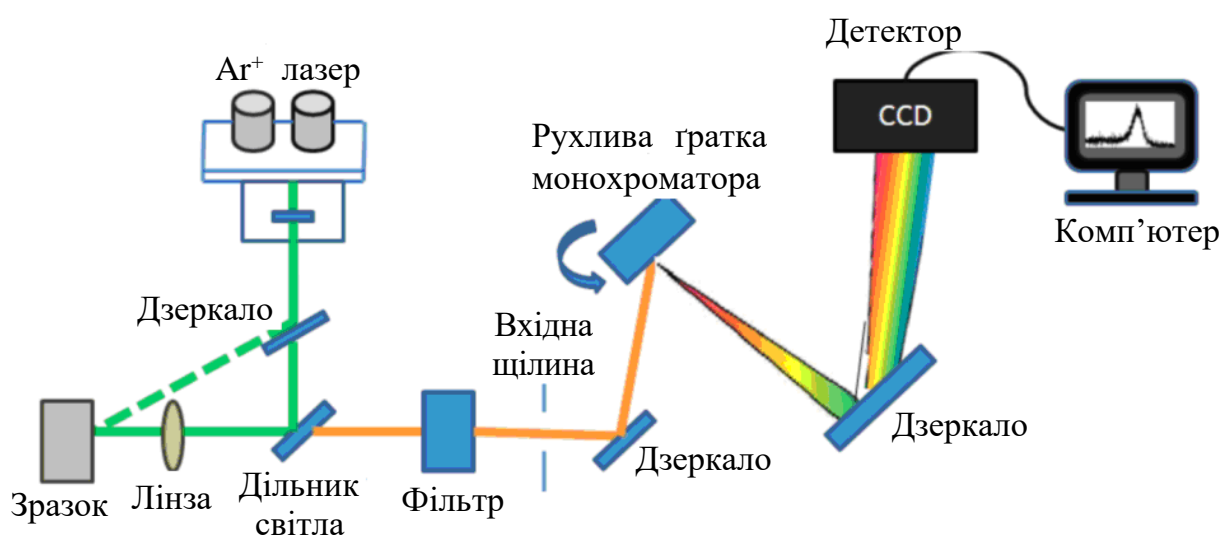 Детектор
Ar⁺ лазер
CCD
Рухлива ґратка
монохроматора
Комп’ютер
Дзеркало
Вхідна
щілина
Дзеркало
Дзеркало
Зразок
Лінза
Дільник
світла
Фільтр